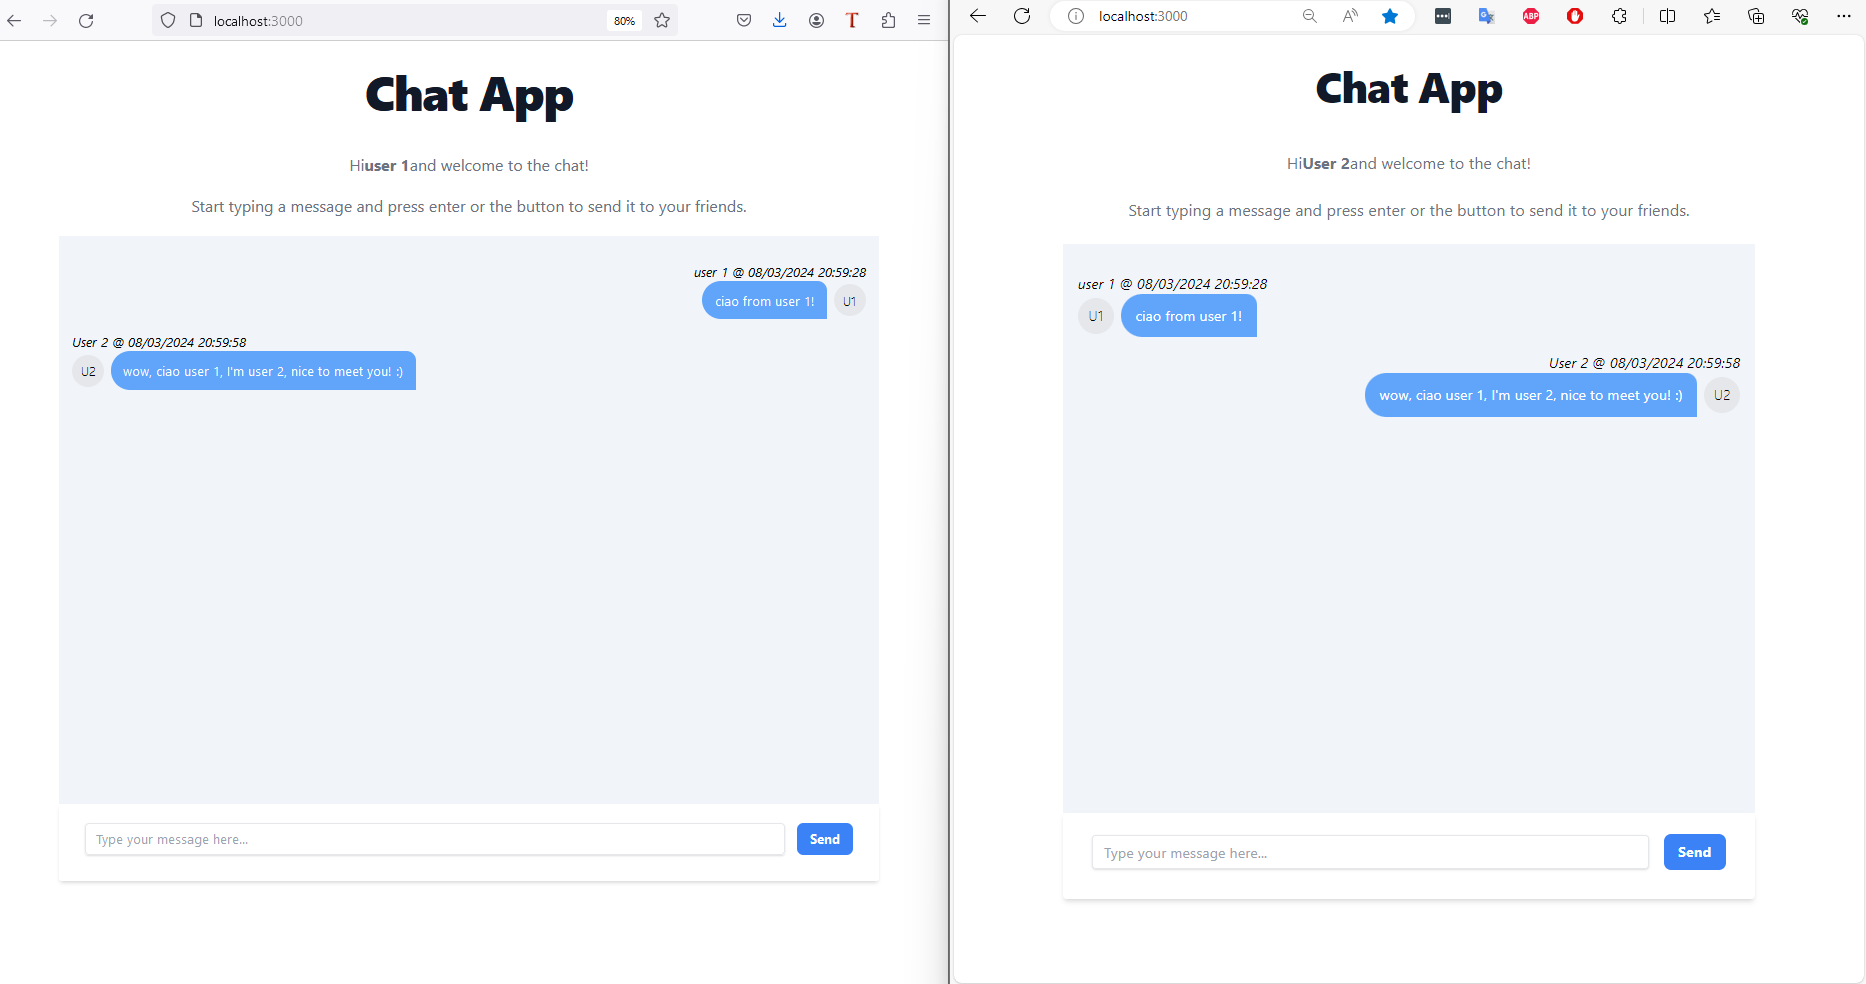 localhost:3000
80%
Chat App
Hiuser 1and welcome to the chat!
Start typing a message and press enter or the button to send it to your friends.
user 1 @ 08/03/2024 20:59:28
ciao from user 1!
U1
User 2 @ 08/03/2024 20:59:58
U2
wow, ciao user 1, I'm user 2, nice to meet you! :)
Type your message here...
Send
localhost:3000
ABP
Chat App
HiUser 2and welcome to the chat!
Start typing a message and press enter or the button to send it to your friends.
user 1 @ 08/03/2024 20:59:28
U1
ciao from user 1!
User 2 @ 08/03/2024 20:59:58
wow, ciao user 1, I'm user 2, nice to meet you! :)
U2
Type your message here...
Send